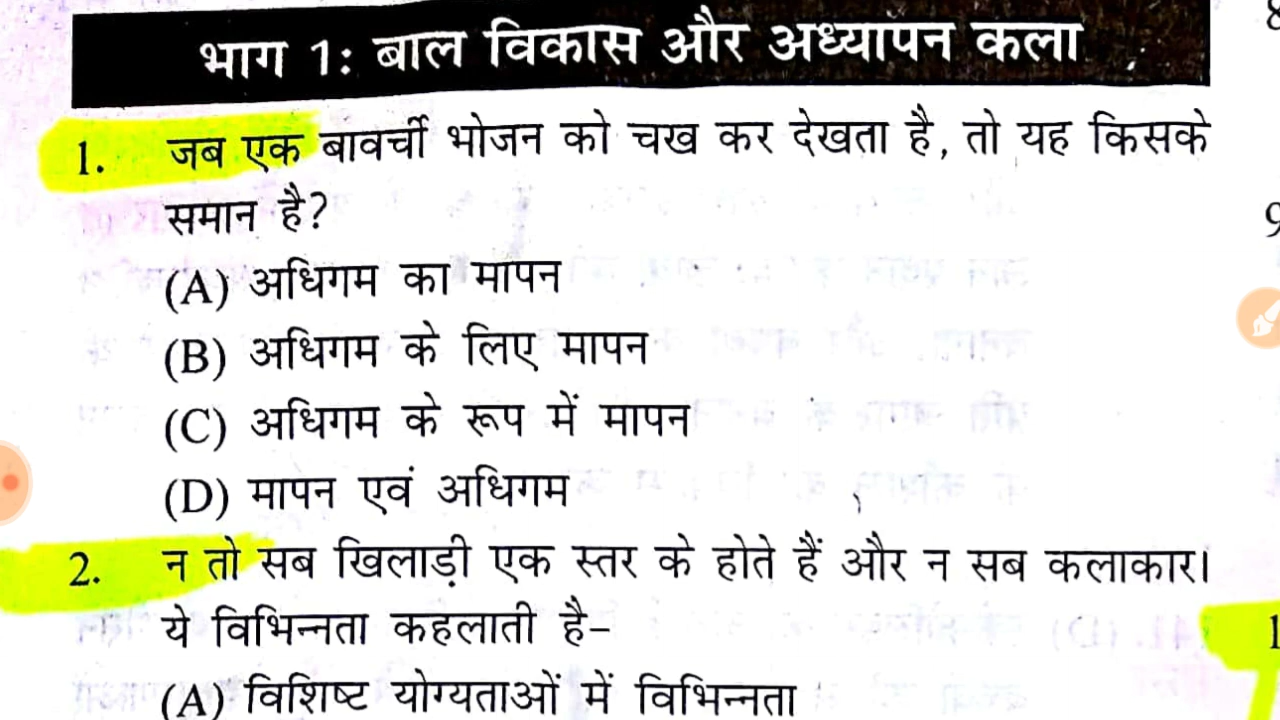 भाग 1: बाल विकास और अध्यापन कला
1. जब एक बावर्ची भोजन को चख कर देखता है, तो यह किसके
समान है?
(A) अधिगम का मापन
(B) अधिगम के लिए मापन
(C) अधिगम के रूप में मापन
(D) मापन एवं अधिगम
2. न तो सब खिलाड़ी एक स्तर के होते हैं और न सब कलाकार।
ये विभिन्नता कहलाती है–
(A) विशिष्ट योग्यताओं में विभिन्नता